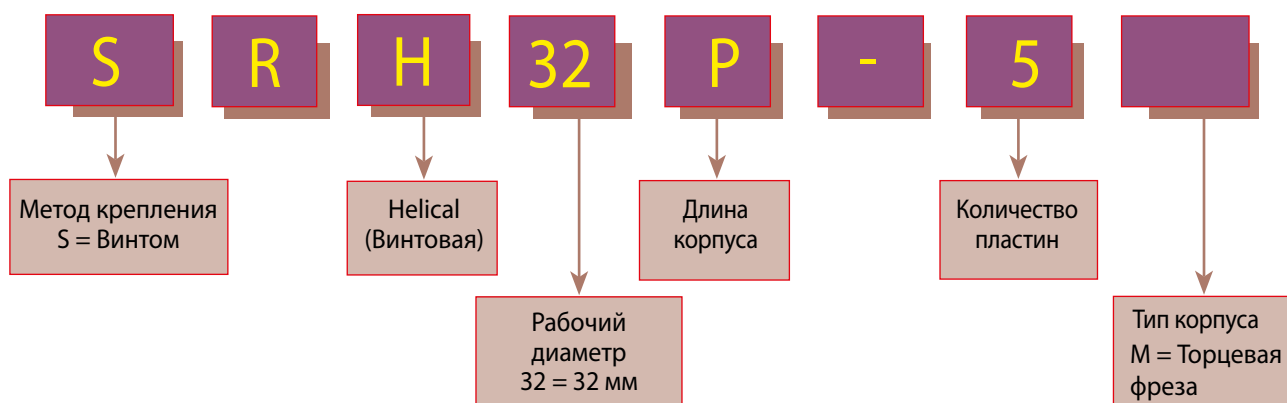 S R H 32 P - 5
Метод крепления
S = Винтом
Helical
(Винтовая)
Рабочий
диаметр
32 = 32 мм
Длина
корпуса
Количество
пластин
Тип корпуса
M = Торцевая
фреза